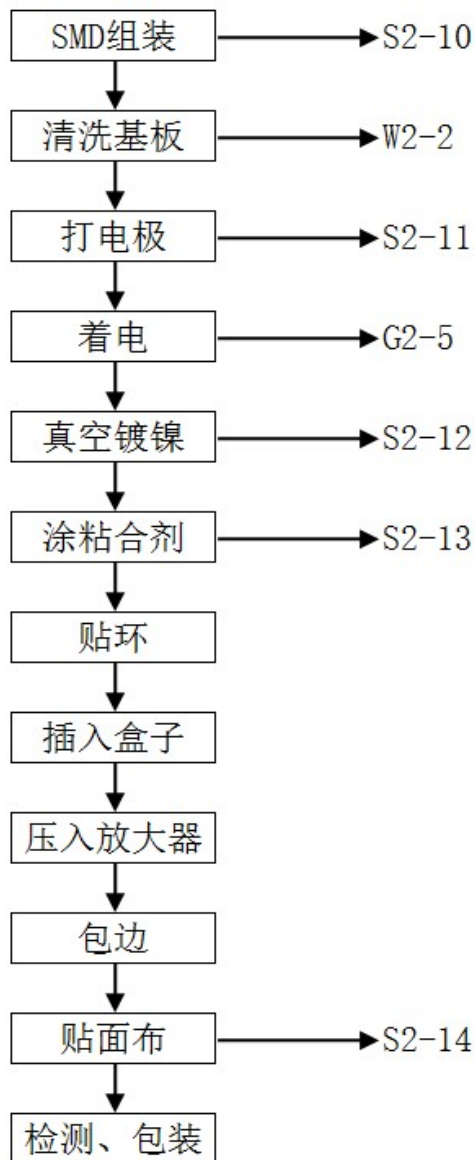 SMD组装 S2-10
清洗基板 W2-2
打电极 S2-11
着电 G2-5
真空镀镍 S2-12
涂粘合剂 S2-13
贴环
插入盒子
压入放大器
包边
贴面布 S2-14
检测、包装